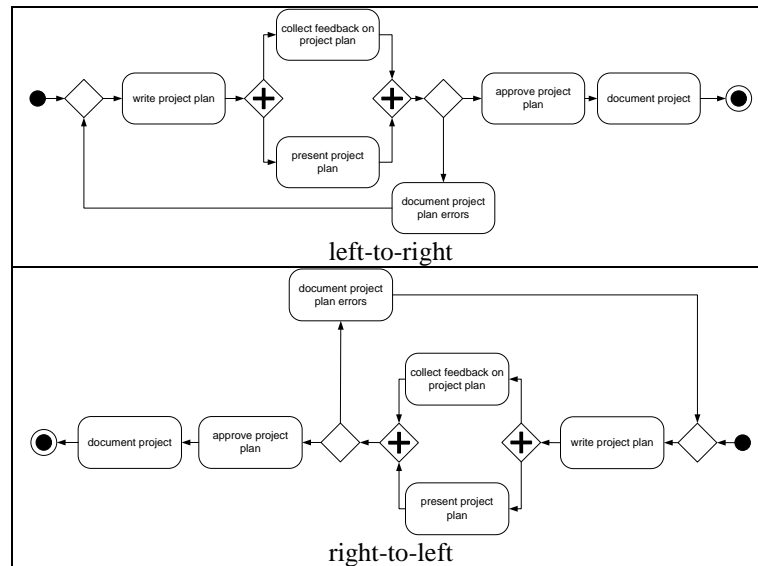 collect feedback on
project plan
write project plan
approve project
plan
document project
present project
plan
document project
plan errors
left-to-right
document project
plan errors
collect feedback on
project plan
document project
approve project
plan
write project plan
present project
plan
right-to-left